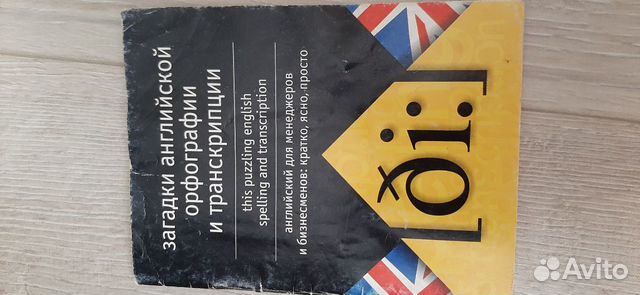 загадки английской
орфографии
и транскрипции
this puzzling english
spelling and transcription
английский для менеджеров
и бизнесменов: кратко, ясно, просто
[ði:]
Avito